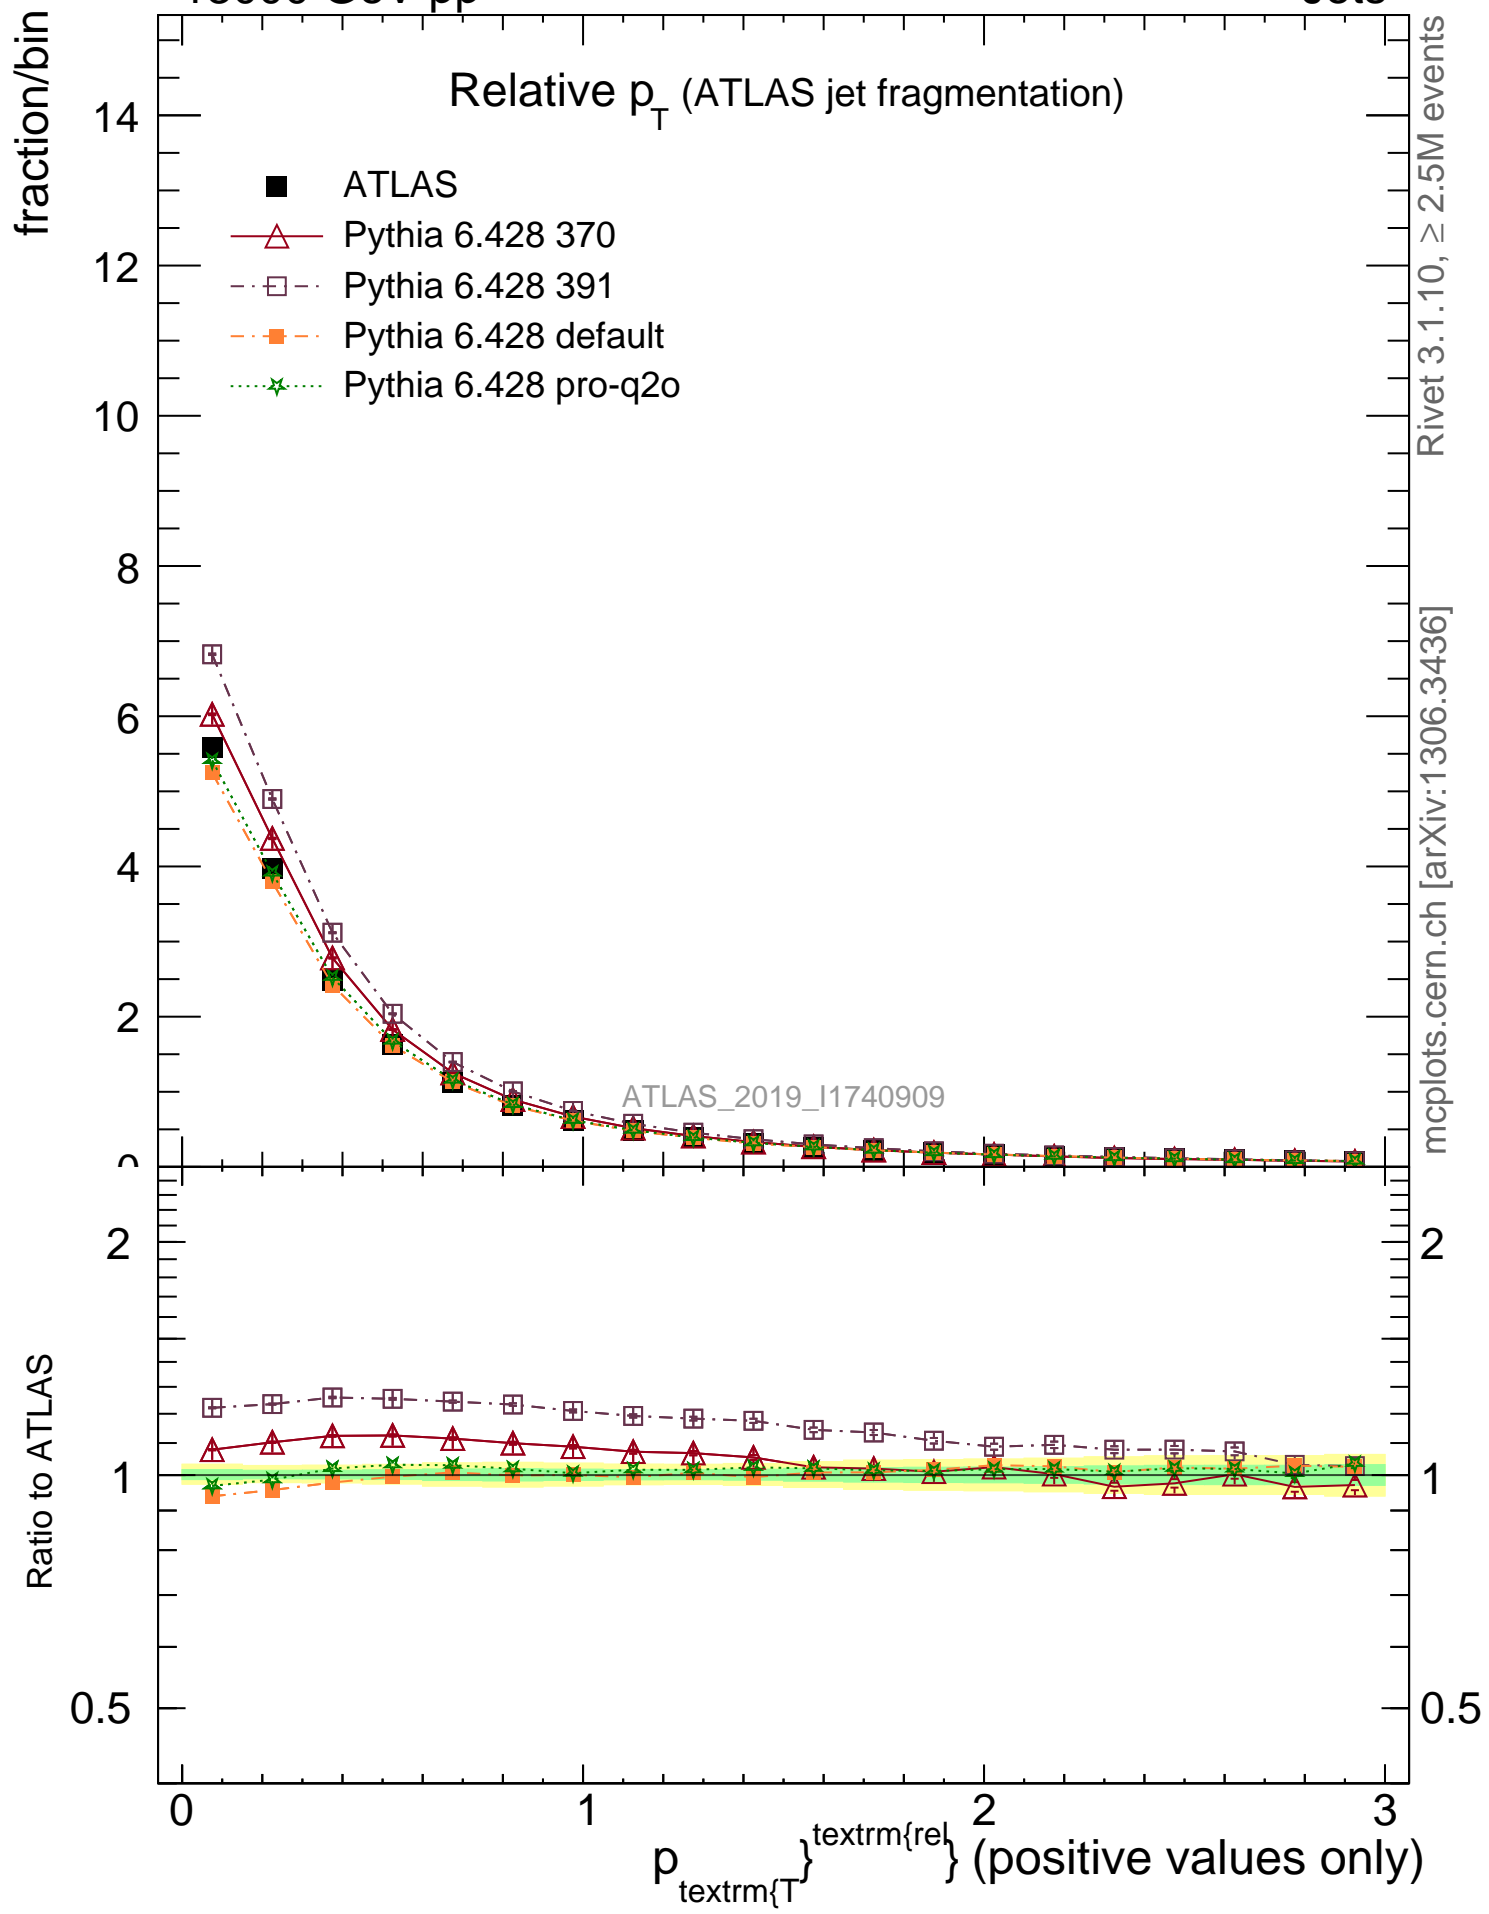 fraction/bin
Relative pT (ATLAS jet fragmentation)
ATLAS
Pythia 6.428 370
Pythia 6.428 391
Pythia 6.428 default
Pythia 6.428 pro-q2o
14
12
10
8
6
4
2
ATLAS_2019_I1740909
Rivet 3.1.10, ≥ 2.5M events
mcplots.cern.ch [arXiv:1306.3436]
Ratio to ATLAS
2
1
0.5
2
1
0.5
0 1 2 3
p_textrm{T}^textrm{rel} (positive values only)